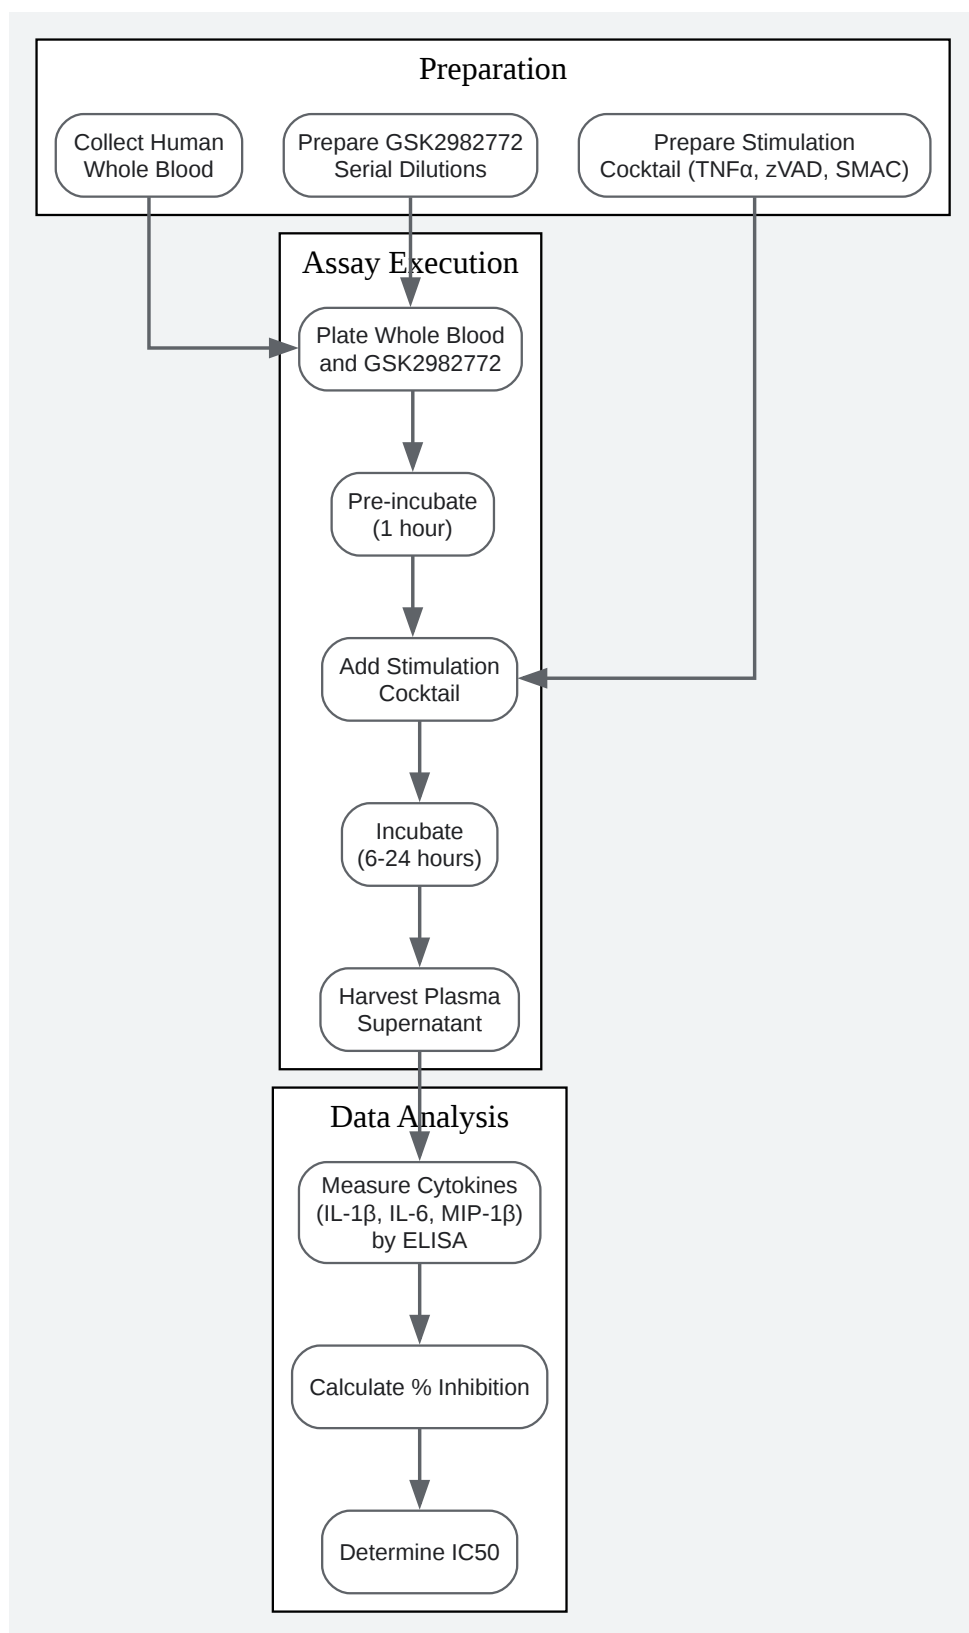 Preparation
Collect Human
Whole Blood
Prepare GSK2982772
Serial Dilutions
Prepare Stimulation
Cocktail (TNFα, zVAD, SMAC)
Assay Execution
Plate Whole Blood
and GSK2982772
Pre-incubate
(1 hour)
Add Stimulation
Cocktail
Incubate
(6-24 hours)
Harvest Plasma
Supernatant
Data Analysis
Measure Cytokines
(IL-1β, IL-6, MIP-1β)
by ELISA
Calculate % Inhibition
Determine IC50